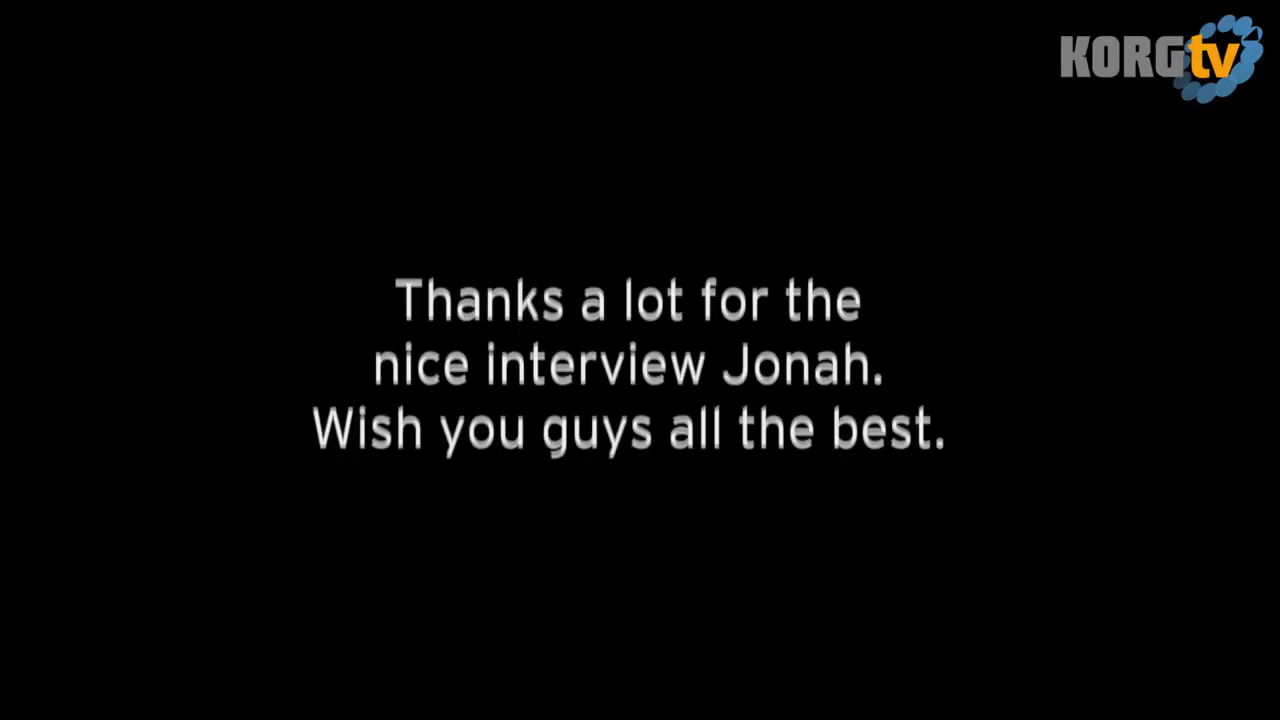 KORGtv
Thanks a lot for the
nice interview Jonah.
Wish you guys all the best.